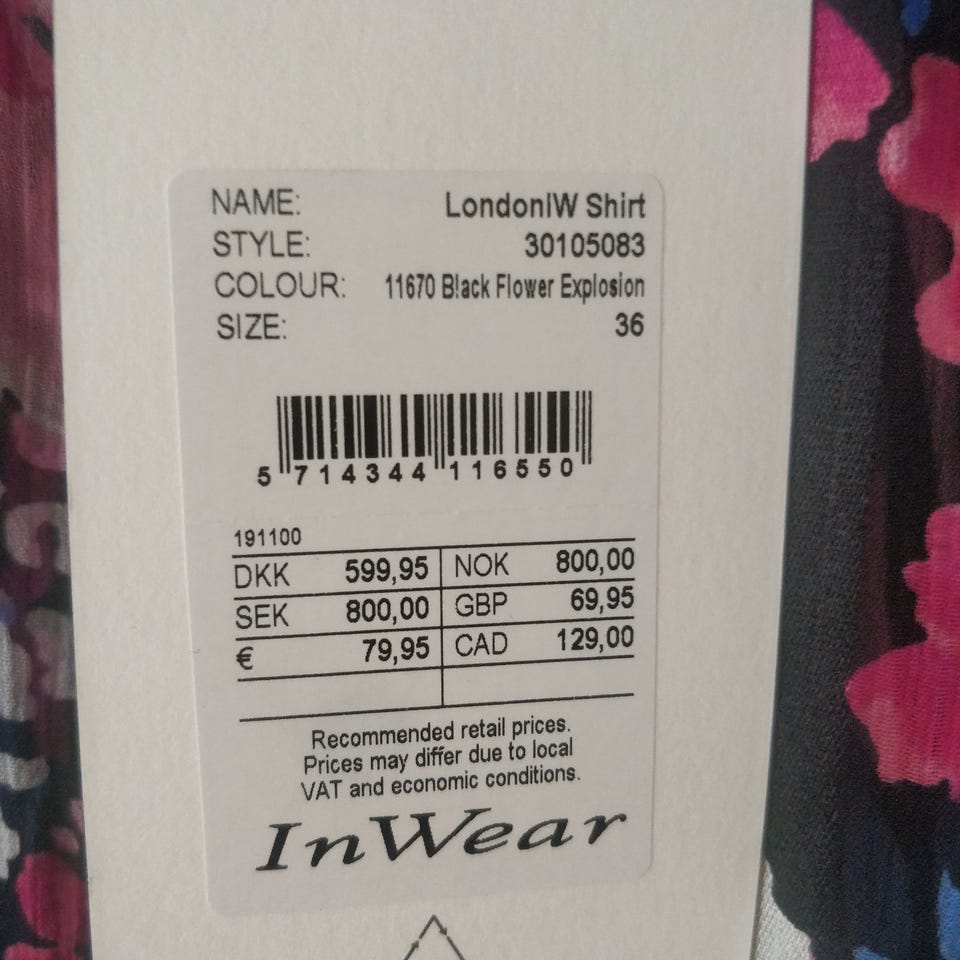 NAME: LondonIW Shirt
STYLE: 30105083
COLOUR: 11670 Black Flower Explosion
SIZE: 36
5 714344 116550
191100
DKK 599,95 NOK 800,00
SEK 800,00 GBP 69,95
€ 79,95 CAD 129,00
Recommended retail prices.
Prices may differ due to local
VAT and economic conditions.
InWear